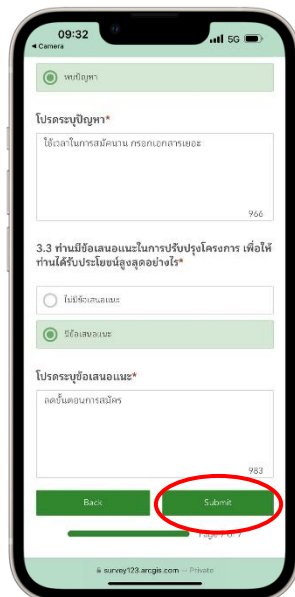 09:32
5G
Camera
พบปัญหา
โปรดระบุปัญหา*
ใช้เวลาในการสมัคนาน กรอกเอกสารเยอะ
966
3.3 ท่านมีข้อเสนอแนะในการปรับปรุงโครงการ เพื่อให้
ท่านได้รับประโยชน์สูงสุดอย่างไร*
ไม่มีข้อเสนอแนะ
มีข้อเสนอแนะ
โปรดระบุข้อเสนอแนะ*
ลดขั้นตอนการสมัคร
983
Back
Submit
Page 7 of 7
survey123.arcgis.com — Private